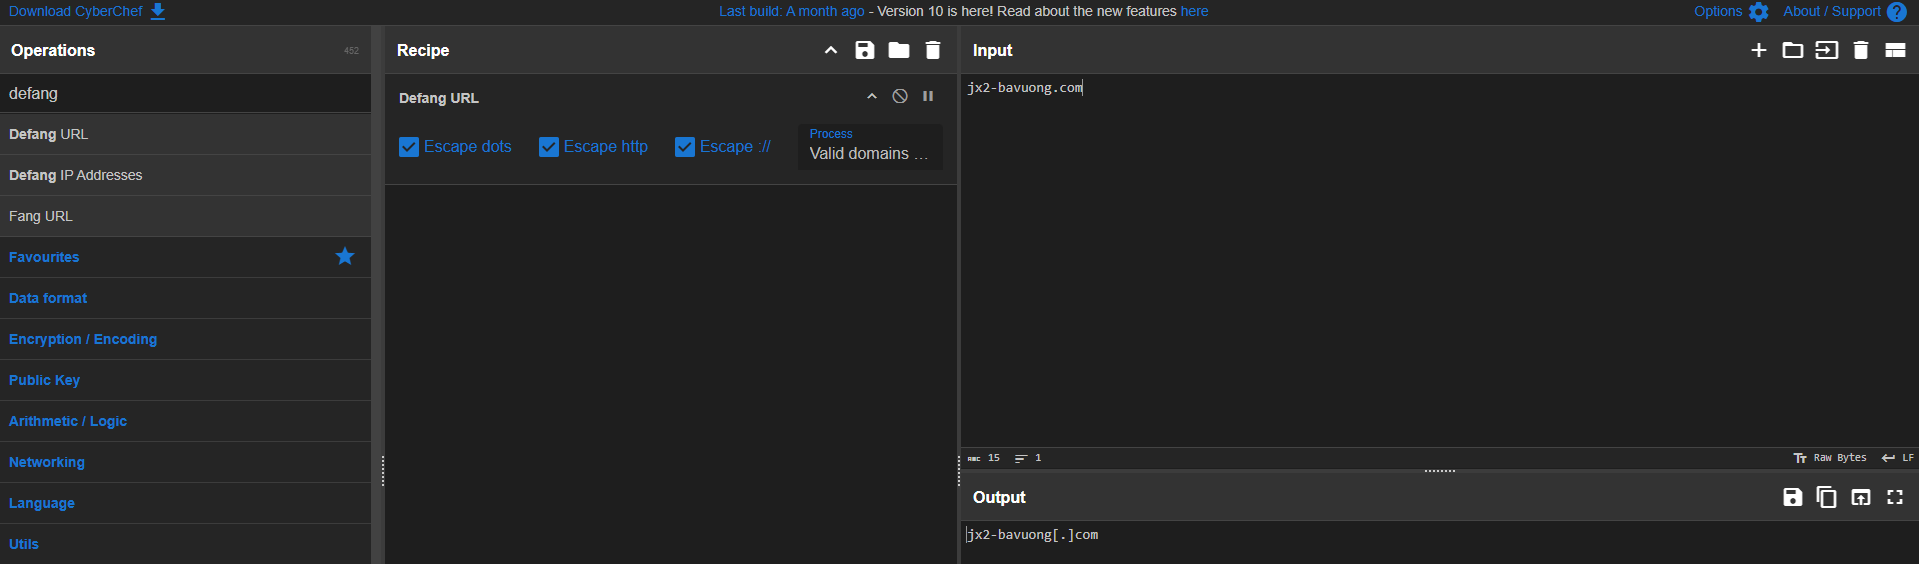 Download CyberChef
Last build: A month ago - Version 10 is here! Read about the new features here
Options
About / Support
Operations
452
defang
Defang URL
Defang IP Addresses
Fang URL
Favourites
Data format
Encryption / Encoding
Public Key
Arithmetic / Logic
Networking
Language
Utils
Recipe
Defang URL
Escape dots
Escape http
Escape ://
Process
Valid domains ...
Input
jx2-bavuong.com
ABC 15
1
Tт Raw Bytes
LF
Output
jx2-bavuong[.]com